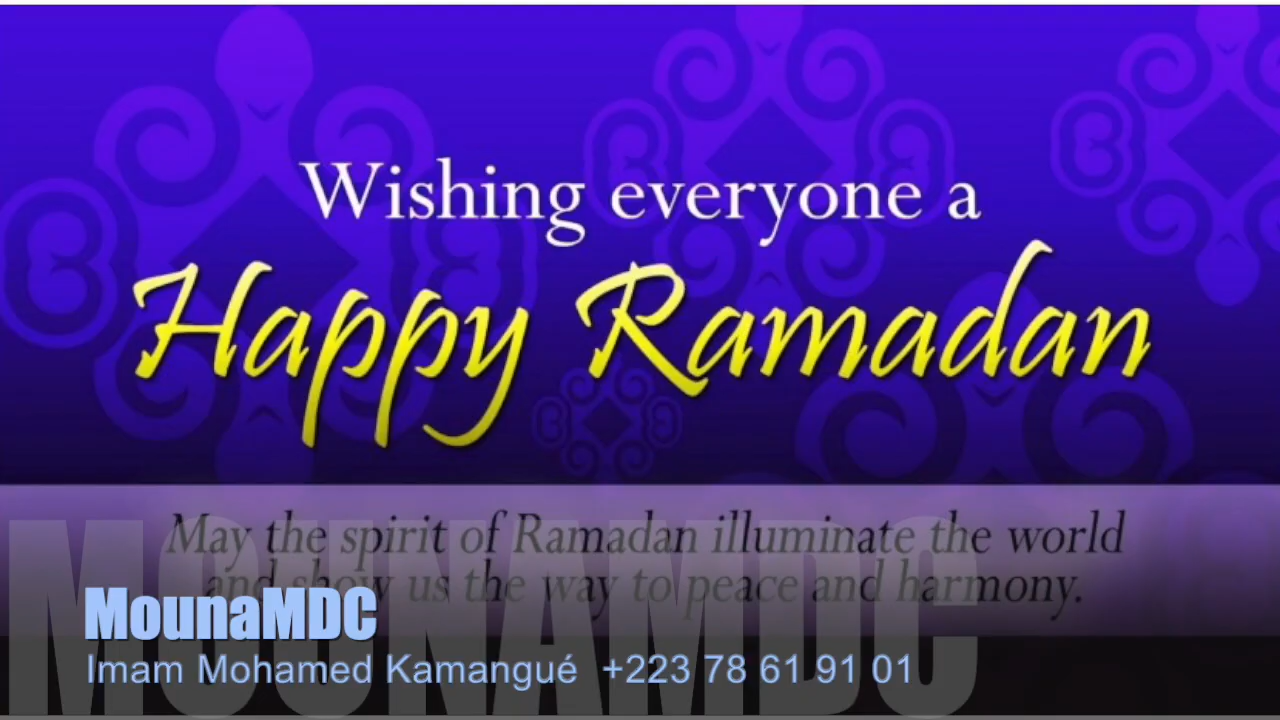 Wishing everyone a
Happy Ramadan
May the spirit of Ramadan illuminate the world
and show us the way to peace and harmony.
MOUNAMDC
MounaMDC
Imam Mohamed Kamangué +223 78 61 91 01